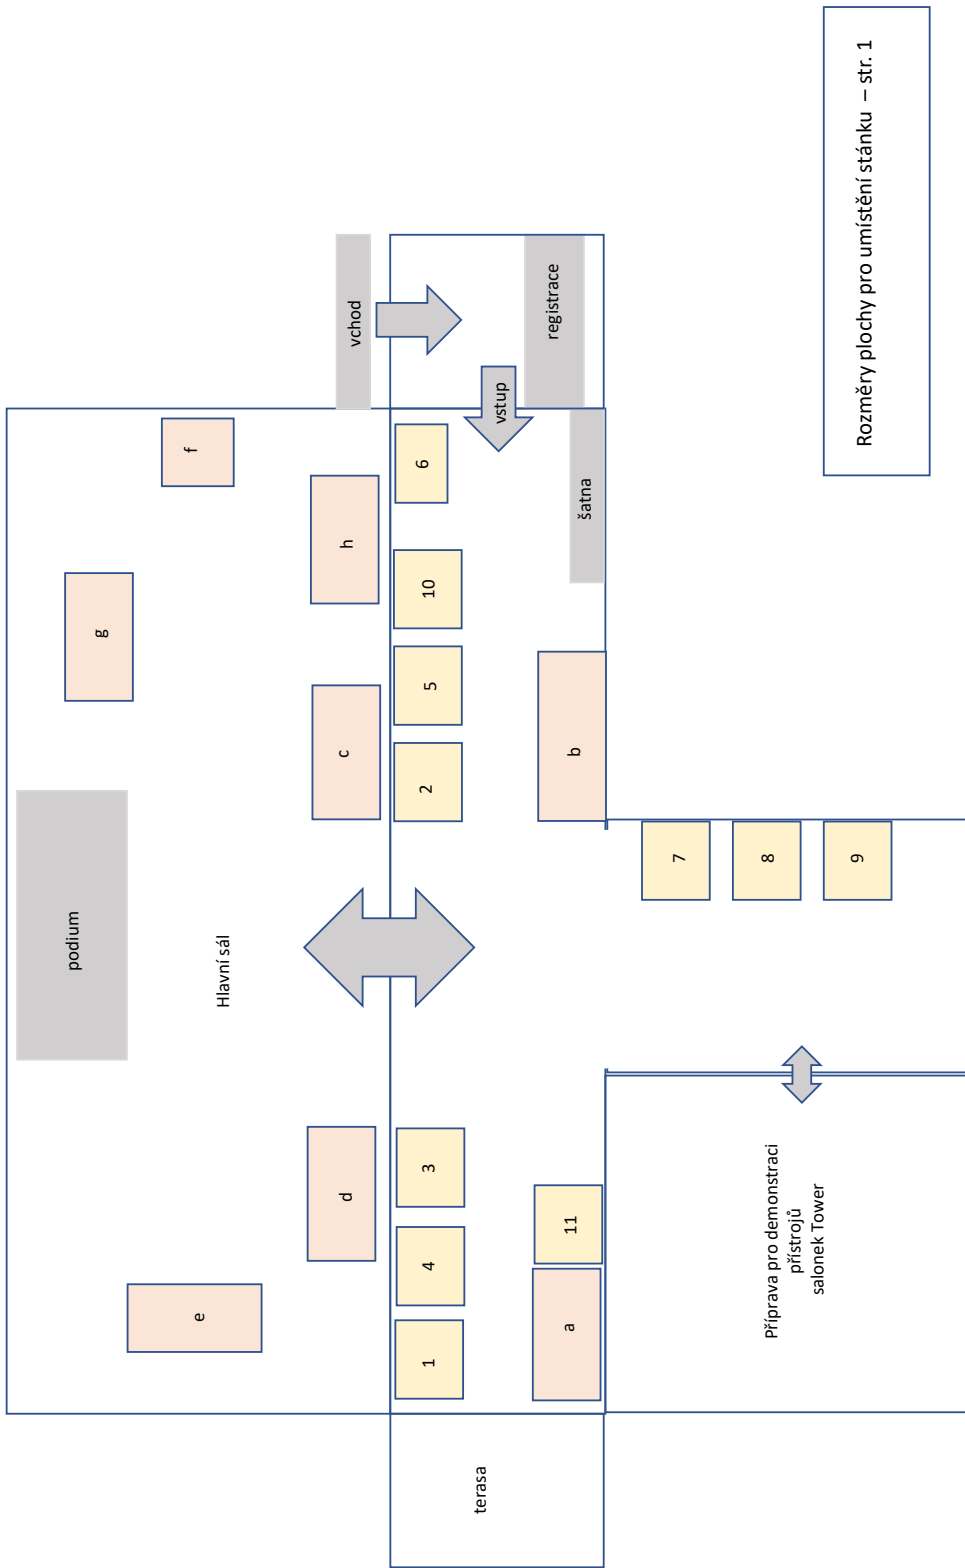 podium
g
e
f
Hlavní sál
d
c
h
vchod
1
4
3
2
5
10
6
terasa
vstup
registrace
a
11
b
šatna
7
8
9
Příprava pro demonstraci
přístrojů
salonek Tower
Rozměry plochy pro umístění stánku – str. 1